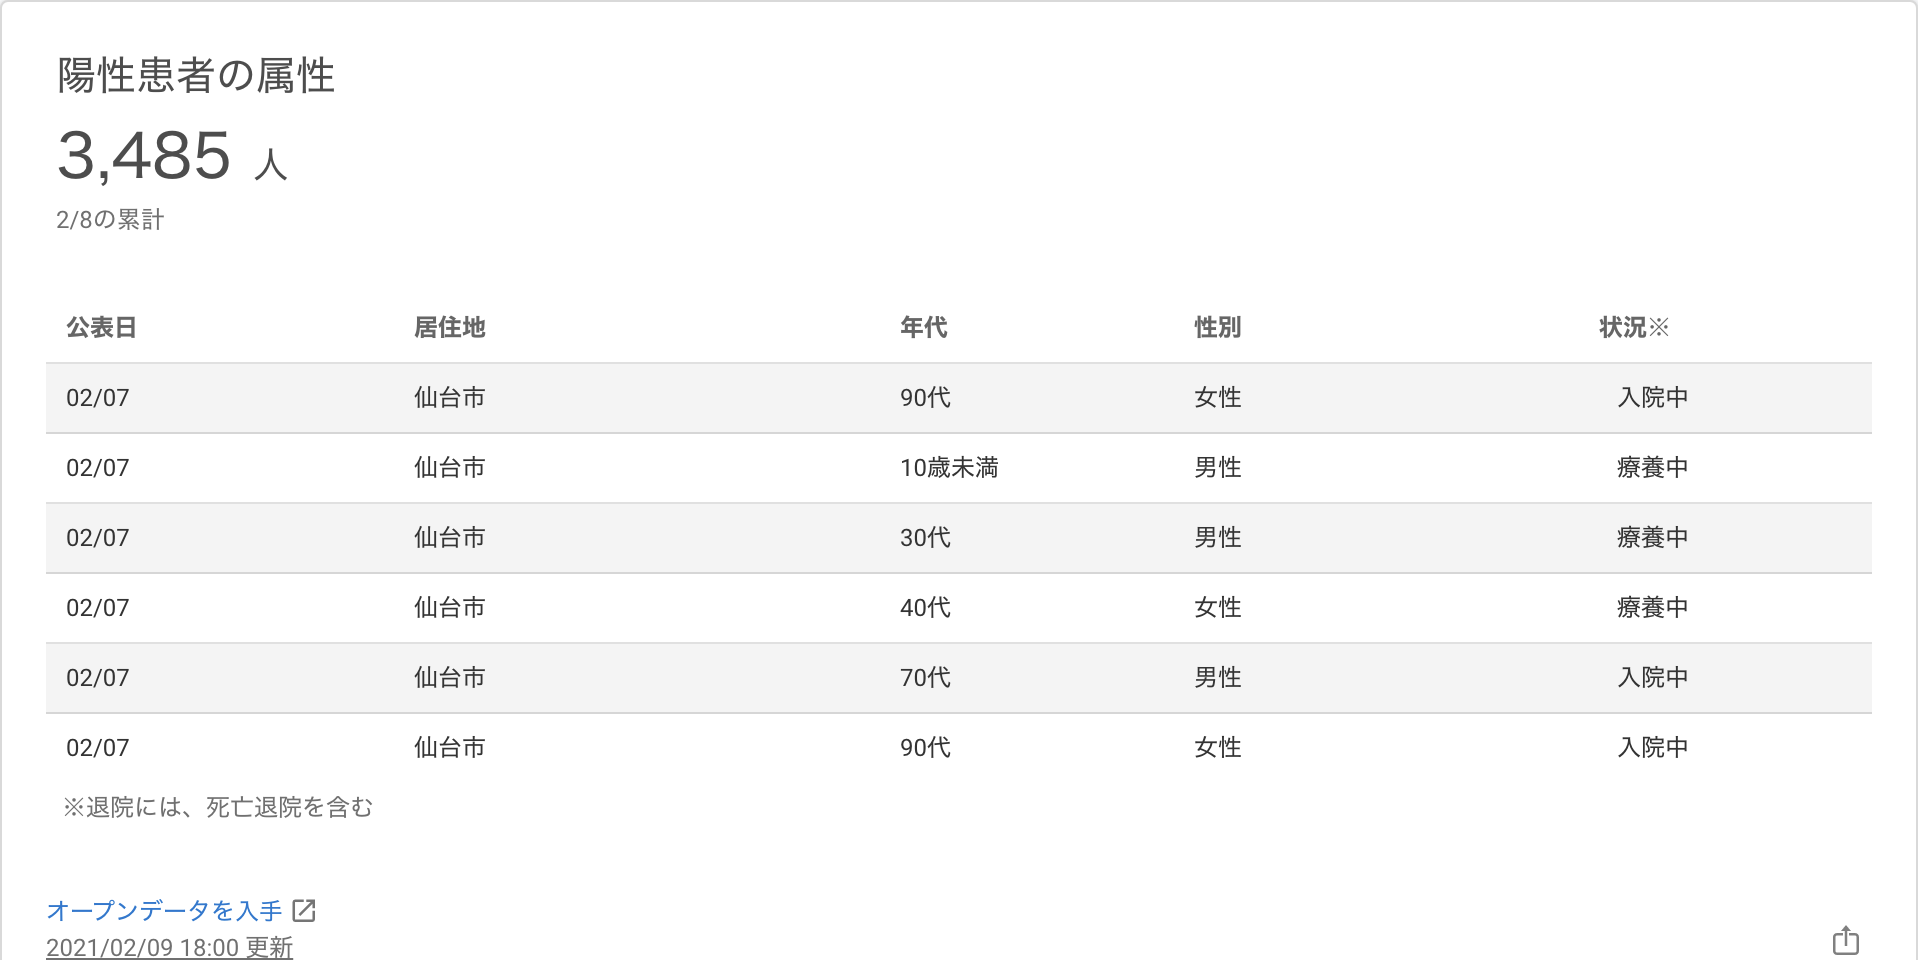 陽性患者の属性
3,485 人
2/8の累計
公表日 居住地 年代 性別 状況※
02/07 仙台市 90代 女性 入院中
02/07 仙台市 10歳未満 男性 療養中
02/07 仙台市 30代 男性 療養中
02/07 仙台市 40代 女性 療養中
02/07 仙台市 70代 男性 入院中
02/07 仙台市 90代 女性 入院中
※退院には、死亡退院を含む
オープンデータを入手
2021/02/09 18:00 更新